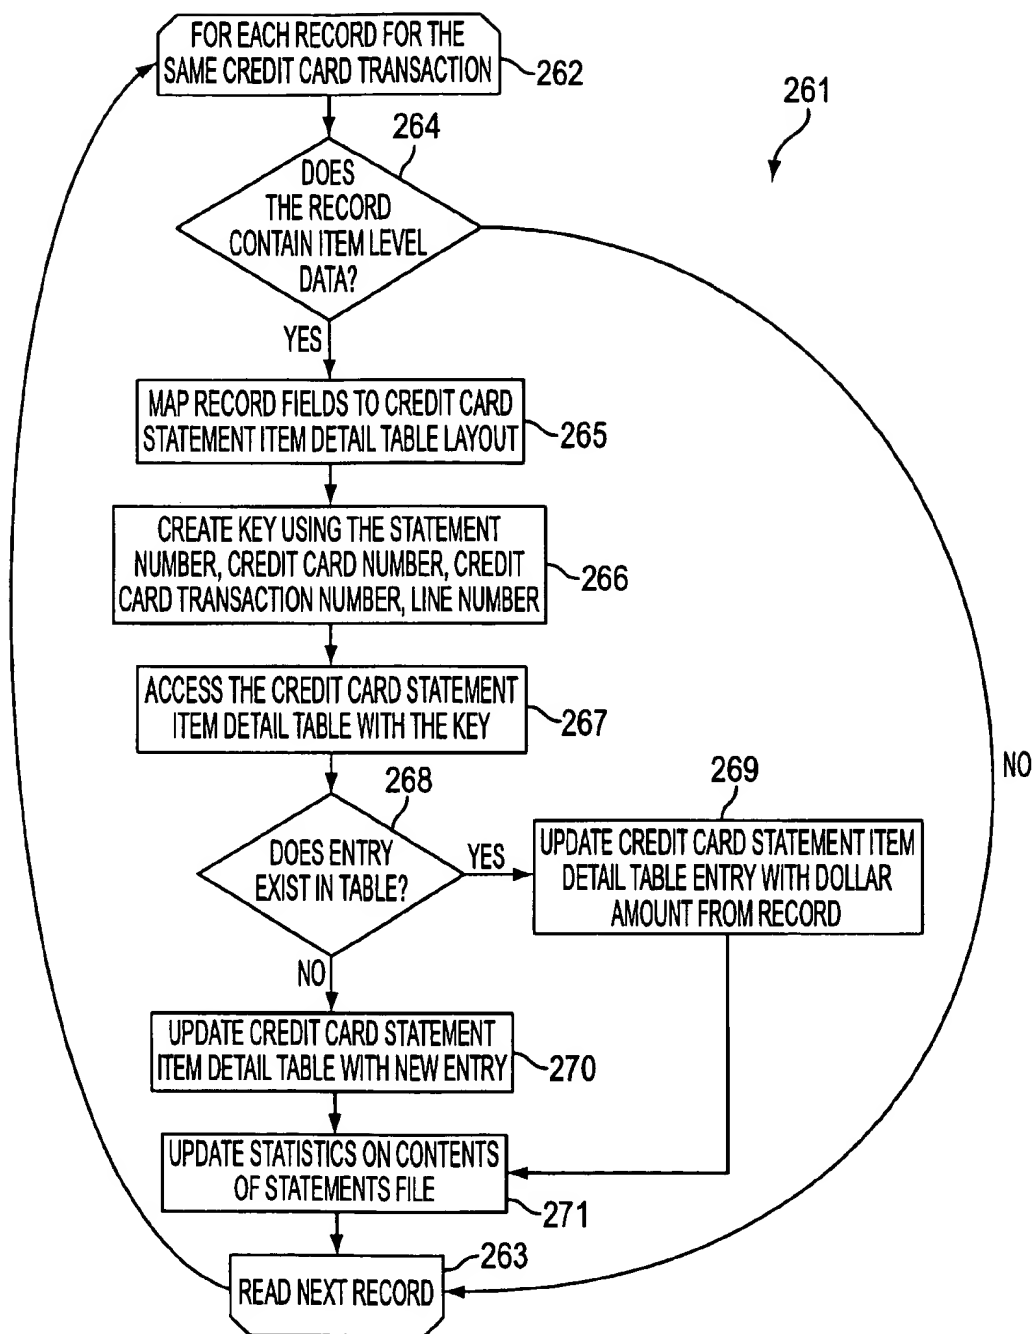 FOR EACH RECORD FOR THE
SAME CREDIT CARD TRANSACTION
262
261
264
DOES
THE RECORD
CONTAIN ITEM LEVEL
DATA?
YES
MAP RECORD FIELDS TO CREDIT CARD
STATEMENT ITEM DETAIL TABLE LAYOUT
265
CREATE KEY USING THE STATEMENT
NUMBER, CREDIT CARD NUMBER, CREDIT
CARD TRANSACTION NUMBER, LINE NUMBER
266
ACCESS THE CREDIT CARD STATEMENT
ITEM DETAIL TABLE WITH THE KEY
267
NO
268
DOES ENTRY
EXIST IN TABLE?
YES
269
UPDATE CREDIT CARD STATEMENT ITEM
DETAIL TABLE ENTRY WITH DOLLAR
AMOUNT FROM RECORD
NO
UPDATE CREDIT CARD STATEMENT
ITEM DETAIL TABLE WITH NEW ENTRY
270
UPDATE STATISTICS ON CONTENTS
OF STATEMENTS FILE
271
263
READ NEXT RECORD